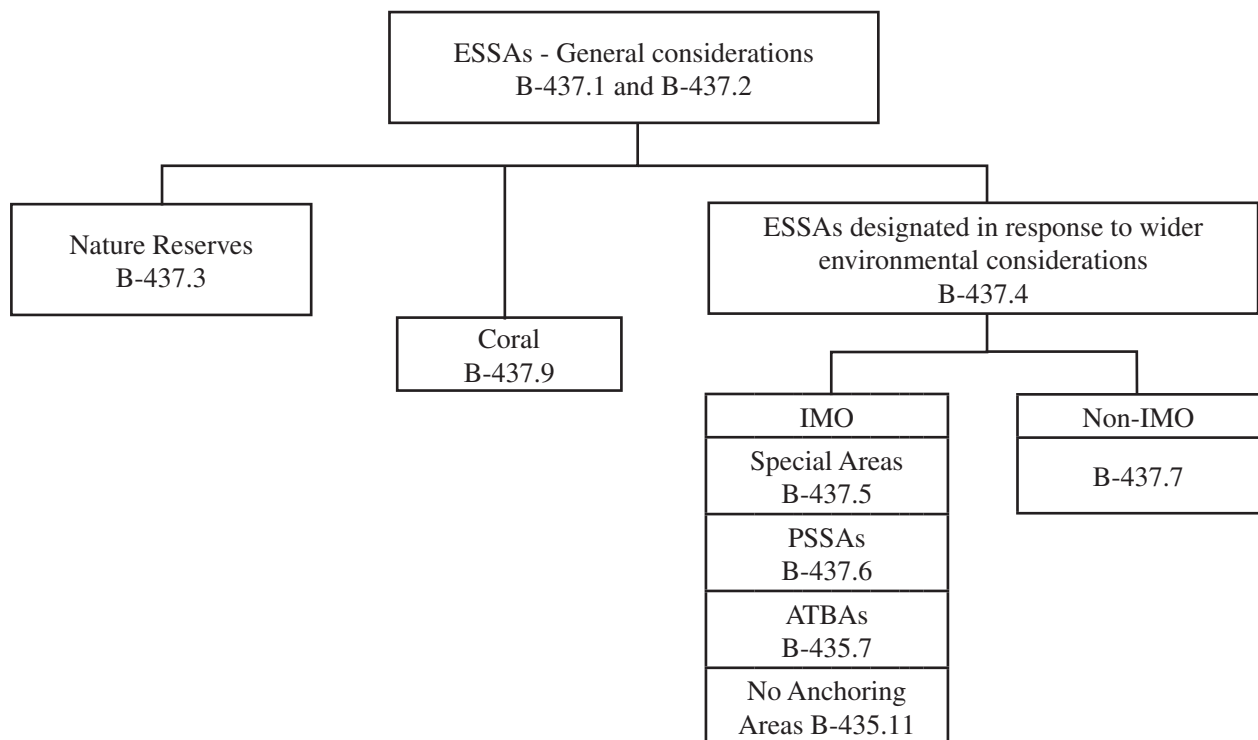 ESSAs - General considerations
B-437.1 and B-437.2
Nature Reserves
B-437.3
Coral
B-437.9
ESSAs designated in response to wider
environmental considerations
B-437.4
IMO
Special Areas
B-437.5
PSSAs
B-437.6
ATBAs
B-435.7
No Anchoring
Areas B-435.11
Non-IMO
B-437.7